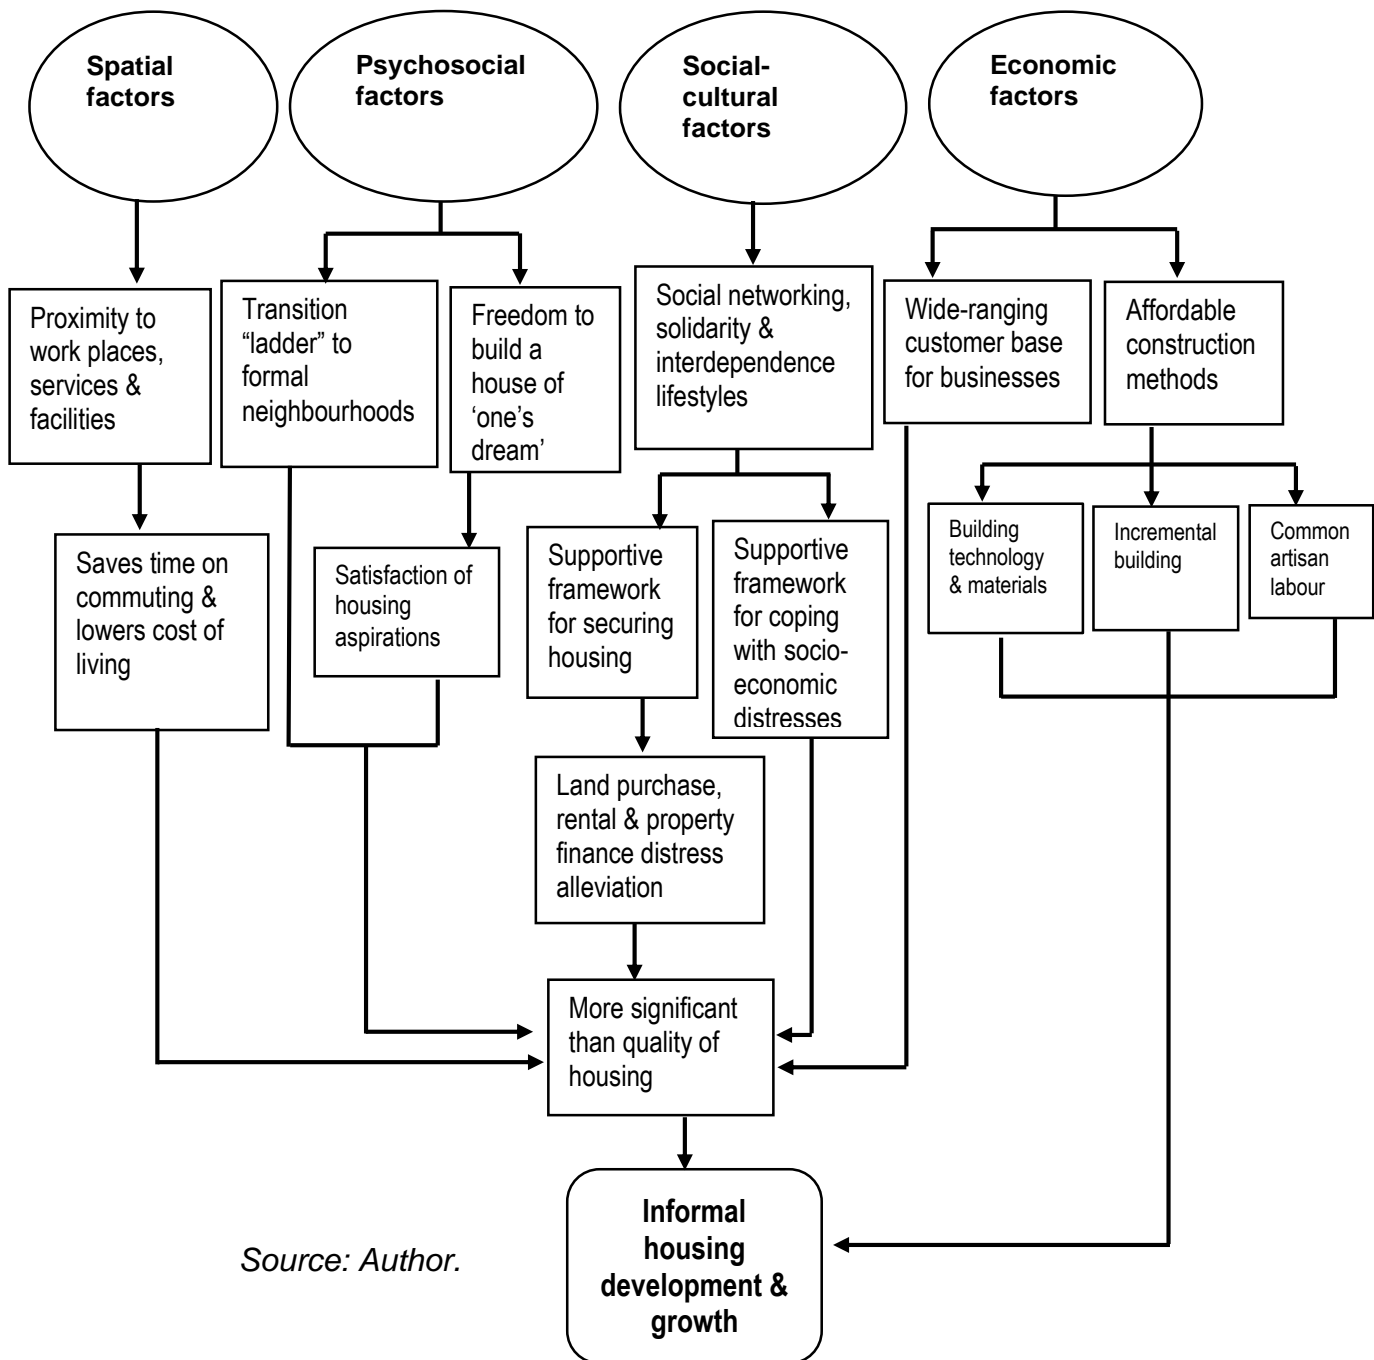 Spatial
factors
Psychosocial
factors
Social-
cultural
factors
Economic
factors
Proximity to
work places,
services &
facilities
Transition
“ladder” to
formal
neighbourhoods
Freedom to
build a
house of
‘one’s
dream’
Social networking,
solidarity &
interdependence
lifestyles
Wide-ranging
customer base
for businesses
Affordable
construction
methods
Saves time on
commuting &
lowers cost of
living
Satisfaction of
housing
aspirations
Supportive
framework
for securing
housing
Supportive
framework
for coping
with socio-
economic
distresses
Building
technology
& materials
Incremental
building
Common
artisan
labour
Land purchase,
rental & property
finance distress
alleviation
More significant
than quality of
housing
Informal
housing
development &
growth
Source: Author.